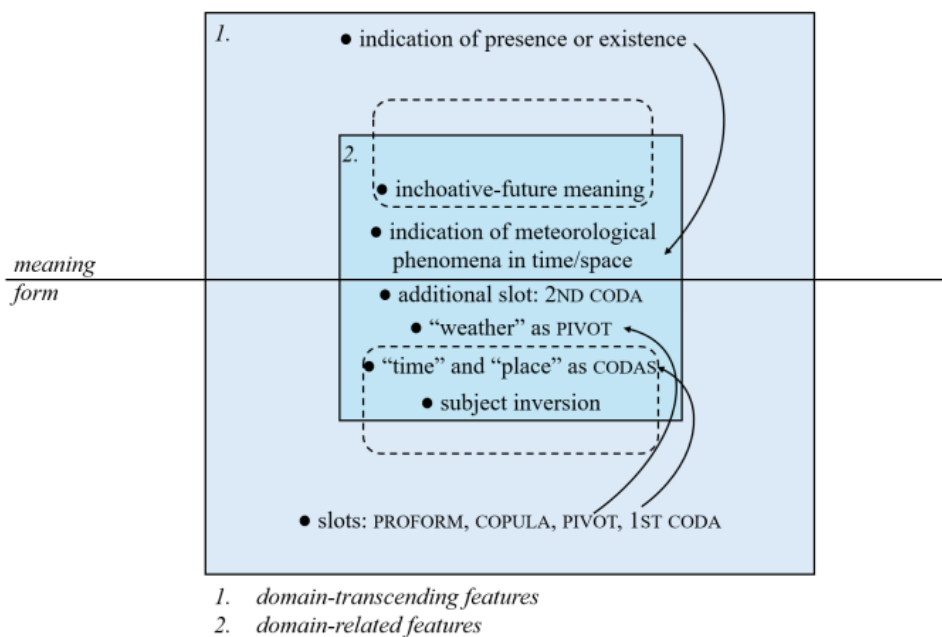 1.
● indication of presence or existence
2.
● inchoative-future meaning
● indication of meteorological
phenomena in time/space
meaning
form
● additional slot: 2ND CODA
● “weather” as PIVOT
● “time” and “place” as CODAS
● subject inversion
● slots: PROFORM, COPULA, PIVOT, 1ST CODA
1. domain-transcending features
2. domain-related features